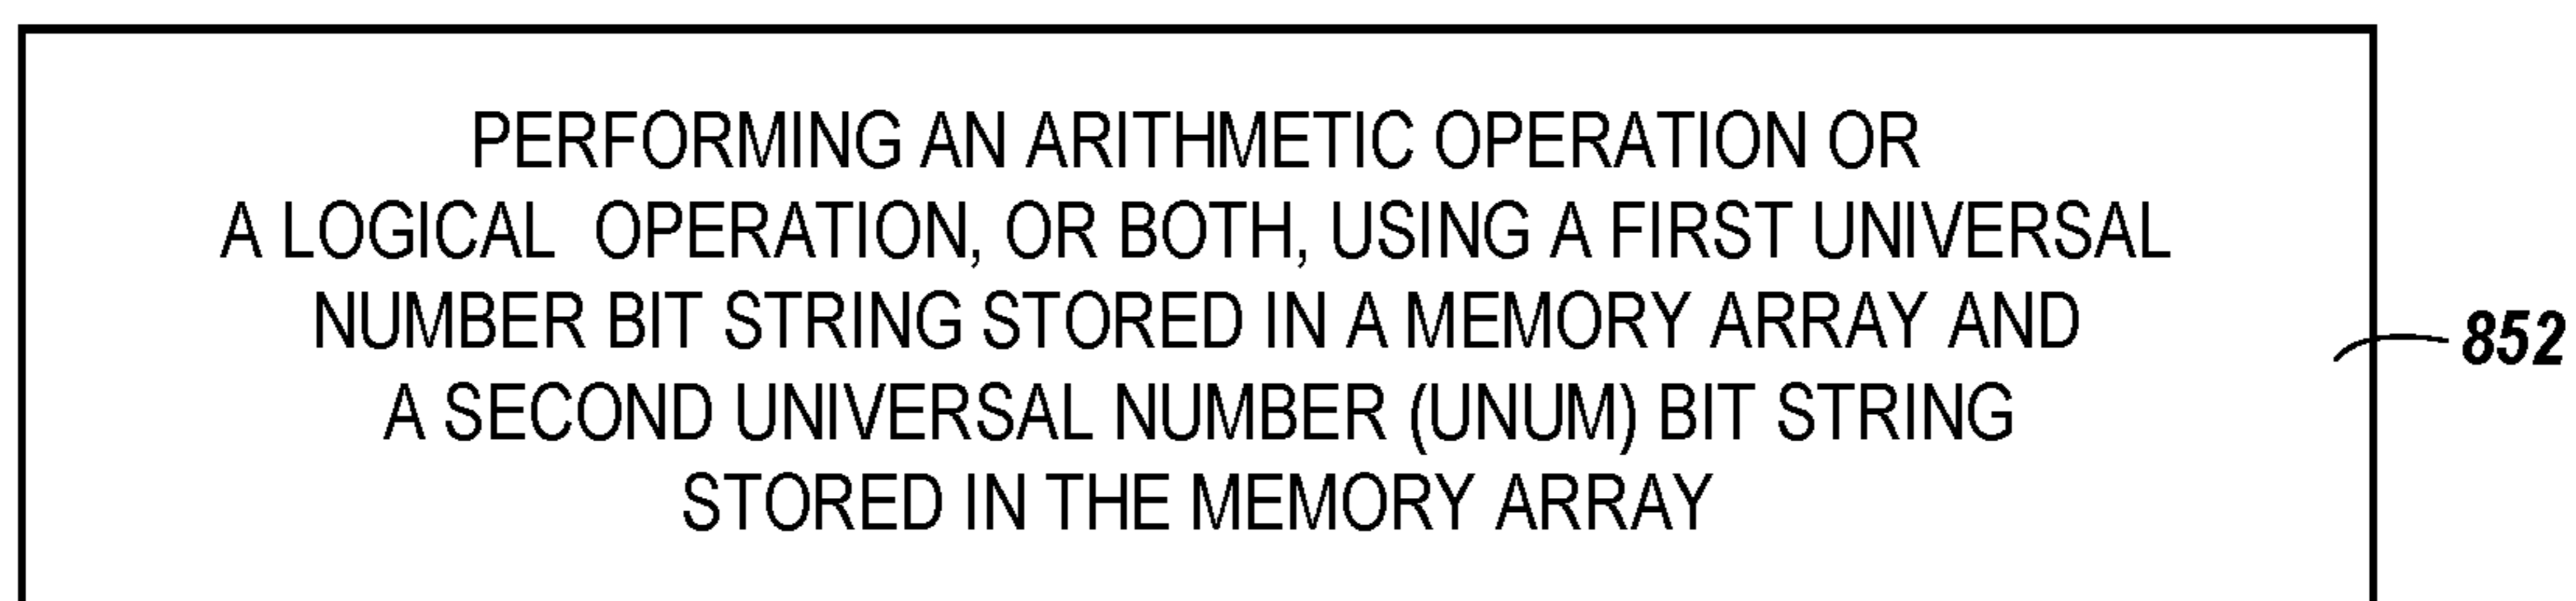 PERFORMING AN ARITHMETIC OPERATION OR
A LOGICAL OPERATION, OR BOTH, USING A FIRST UNIVERSAL
NUMBER BIT STRING STORED IN A MEMORY ARRAY AND
852
A SECOND UNIVERSAL NUMBER (UNUM) BIT STRING
STORED IN THE MEMORY ARRAY